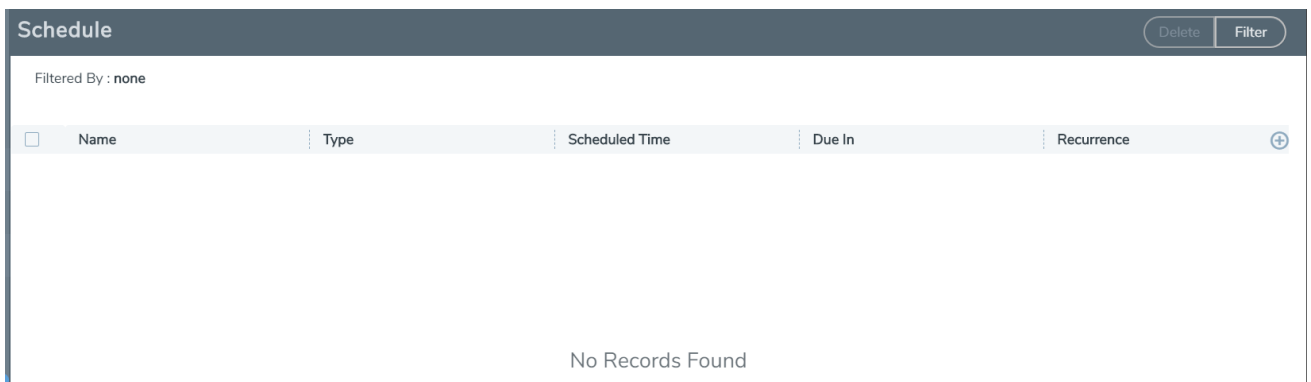 Schedule
Delete Filter
Filtered By : none
Name Type Scheduled Time Due In Recurrence
No Records Found